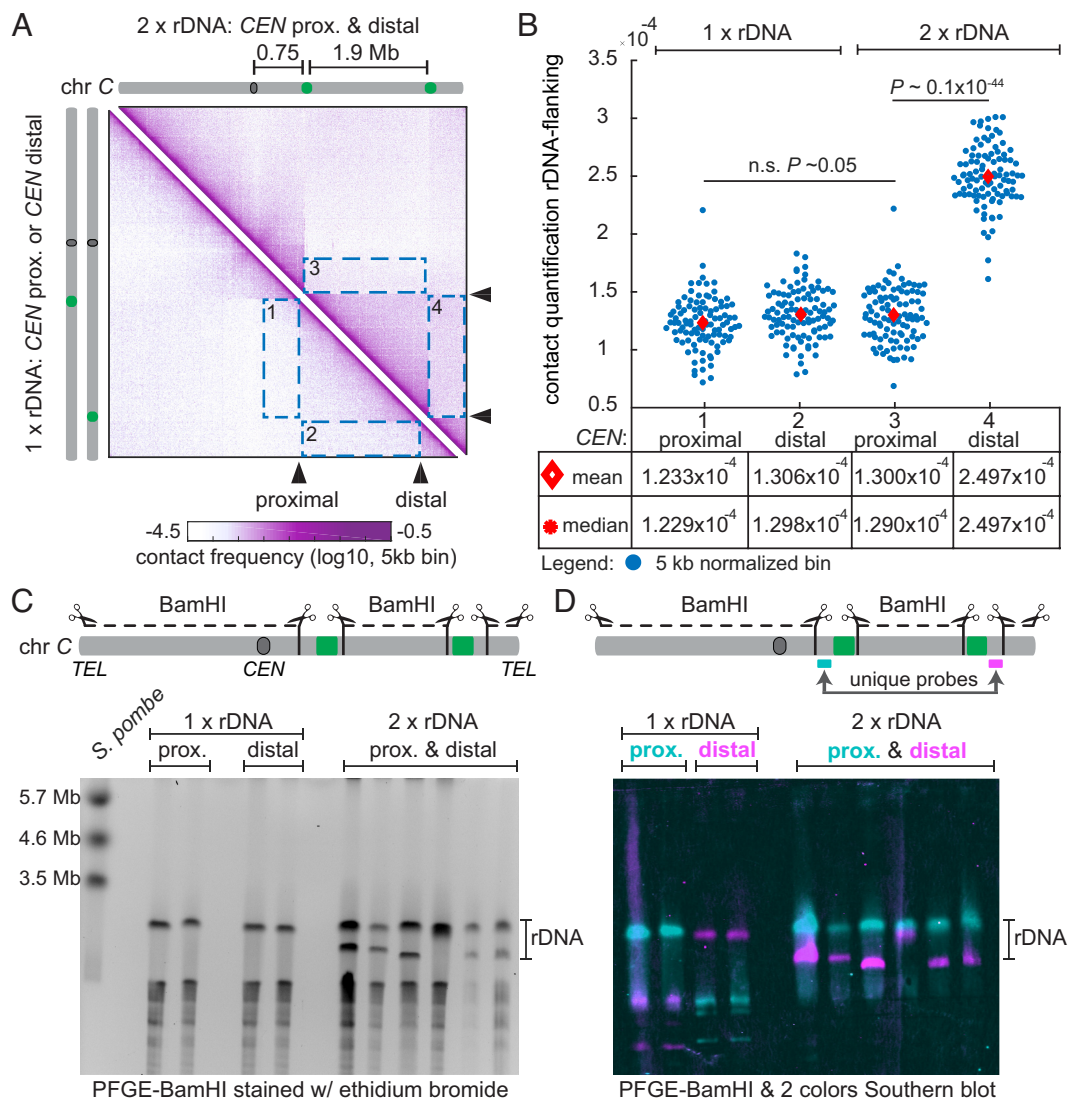 A
2 x rDNA: CEN prox. & distal
0.75
1.9 Mb
chr C
1 x rDNA: CEN prox. or CEN distal
3
1
4
2
proximal
distal
-4.5
-0.5
contact frequency (log10, 5kb bin)
B
×10-4
1 x rDNA
2 x rDNA
contact quantification rDNA-flanking
3.5
3
2.5
2
1.5
1
0.5
P ~ 0.1x10-44
n.s. P ~0.05
1
2
3
4
CEN:
proximal
distal
proximal
distal
mean
1.233x10-4
1.306x10-4
1.300x10-4
2.497x10-4
median
1.229x10-4
1.298x10-4
1.290x10-4
2.497x10-4
Legend:
5 kb normalized bin
C
BamHI
BamHI
chr C
TEL
CEN
TEL
S. pombe
1 x rDNA
prox.
distal
2 x rDNA
prox. & distal
5.7 Mb
4.6 Mb
3.5 Mb
rDNA
PFGE-BamHI stained w/ ethidium bromide
D
BamHI
BamHI
unique probes
1 x rDNA
prox.
distal
2 x rDNA
prox. & distal
rDNA
PFGE-BamHI & 2 colors Southern blot